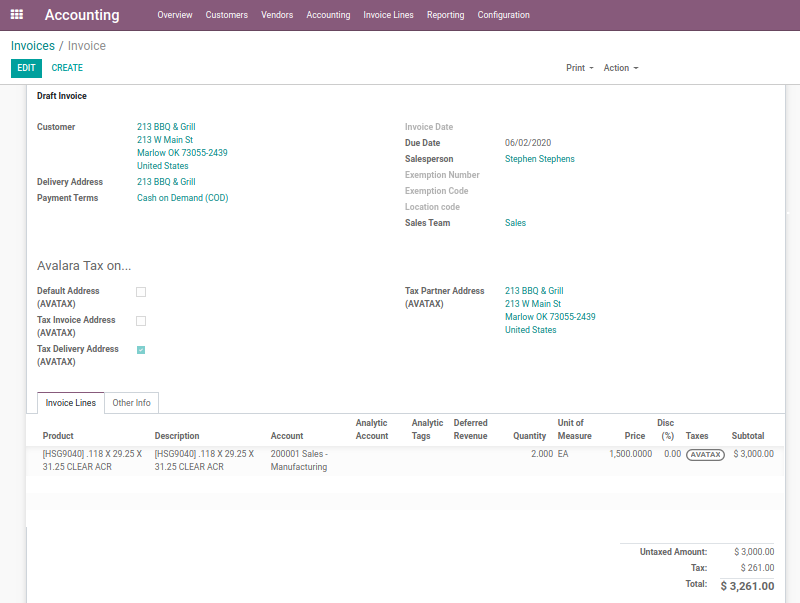 Accounting Overview Customers Vendors Accounting Invoice Lines Reporting Configuration
Invoices / Invoice
EDIT CREATE Print Action
Draft Invoice
Customer 213 BBQ & Grill Invoice Date
213 W Main St Due Date 06/02/2020
Marlow OK 73055-2439 Salesperson Stephen Stephens
United States Exemption Number
Delivery Address 213 BBQ & Grill Exemption Code
Payment Terms Cash on Demand (COD) Location code
Sales Team Sales
Avalara Tax on...
Default Address Tax Partner Address 213 BBQ & Grill
(AVATAX) (AVATAX) 213 W Main St
Tax Invoice Address Marlow OK 73055-2439
(AVATAX) United States
Tax Delivery Address
(AVATAX)
Invoice Lines Other Info
Analytic Analytic Deferred Unit of Disc
Product Description Account Account Tags Revenue Quantity Measure Price (%) Taxes Subtotal
[HSG9040] .118 X 29.25 X [HSG9040] .118 X 29.25 X 200001 Sales - 2.000 EA 1,500.0000 0.00 AVATAX $ 3,000.00
31.25 CLEAR ACR 31.25 CLEAR ACR Manufacturing
Untaxed Amount: $ 3,000.00
Tax: $ 261.00
Total: $ 3,261.00